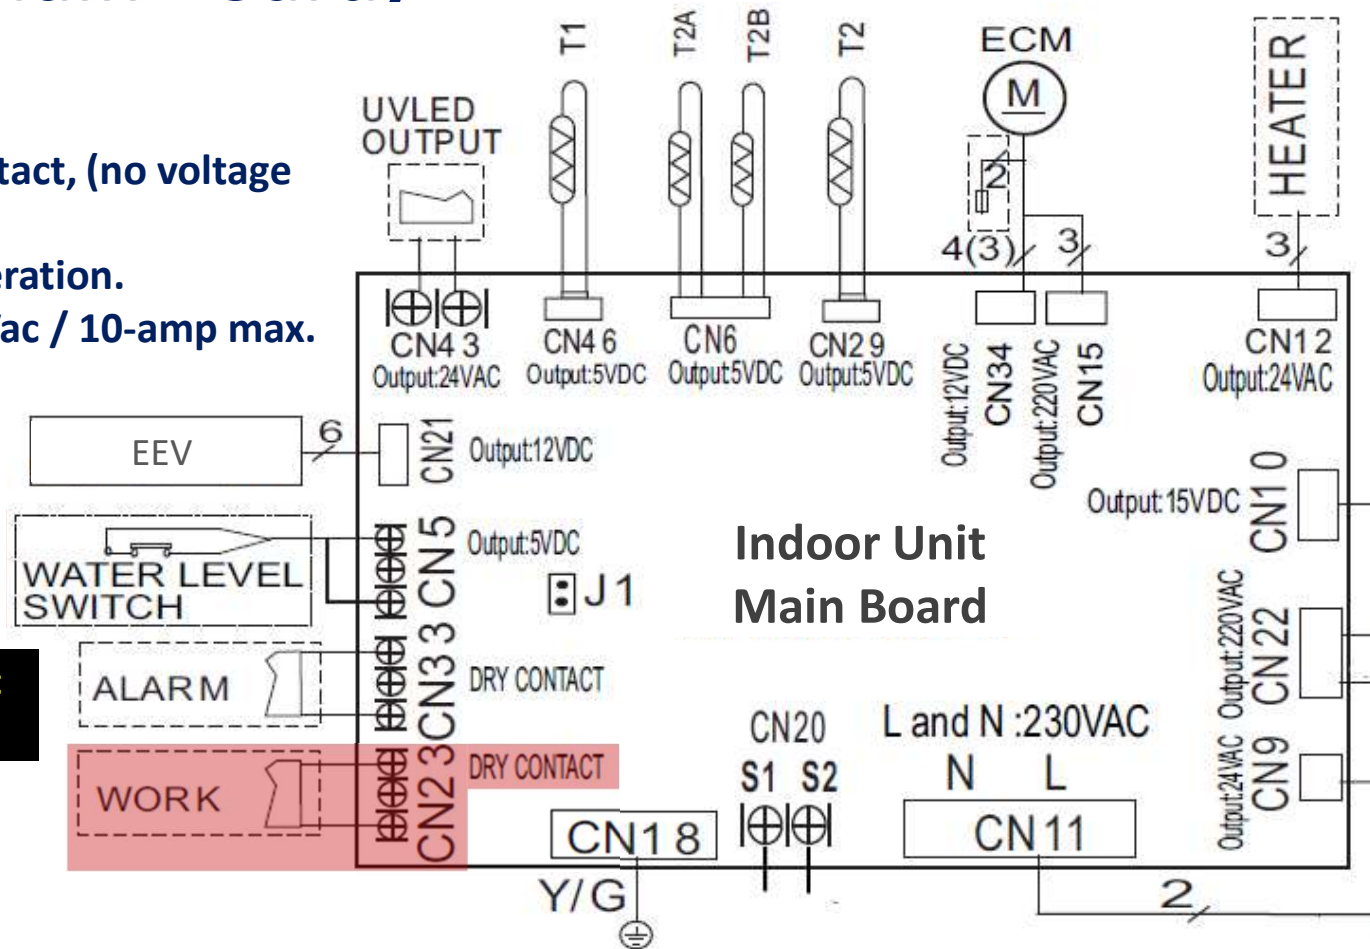 T1
T2A
T2B
T2
ECM
M
HEATER
UVLED
OUTPUT
tact, (no voltage
eration.
ac / 10-amp max.
2
4(3)
3
3
CN43
Output:24VAC
CN46
Output:5VDC
CN6
Output:5VDC
CN29
Output:5VDC
Output:12VDC
CN34
Output:220VAC
CN15
CN12
Output:24VAC
EEV
6
CN21
Output:12VDC
Output:15VDC
CN10
WATER LEVEL
SWITCH
CN5
Output:5VDC
J1
Indoor Unit
Main Board
ALARM
CN33
DRY CONTACT
Output:220VAC
CN22
WORK
CN23
DRY CONTACT
CN20
S1 S2
L and N :230VAC
N L
CN11
Output:24VAC
CN9
CN18
Y/G
2